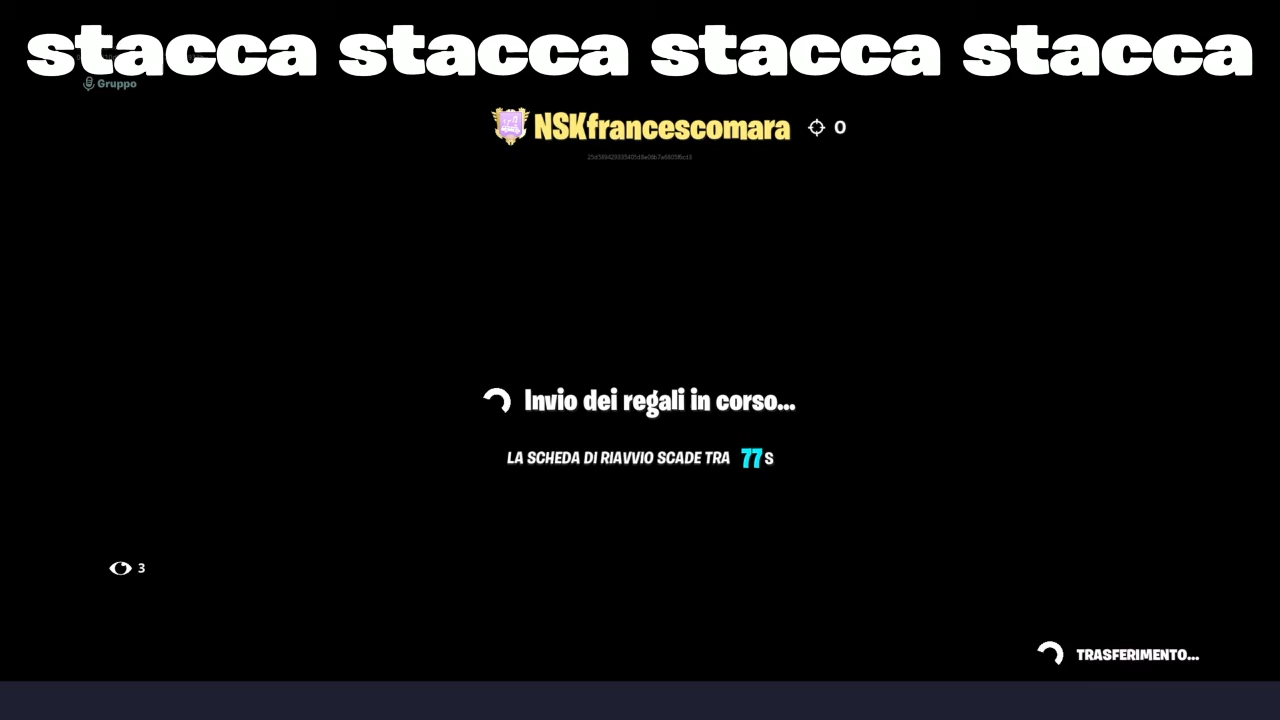 stacca stacca stacca stacca
Gruppo
NSKfrancescomara 0
Invio dei regali in corso...
LA SCHEDA DI RIAVVIO SCADE TRA 77 S
3
TRASFERIMENTO...